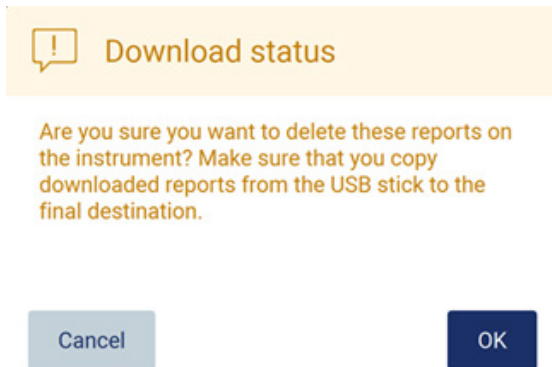 Download status
Are you sure you want to delete these reports on
the instrument? Make sure that you copy
downloaded reports from the USB stick to the
final destination.
Cancel
OK